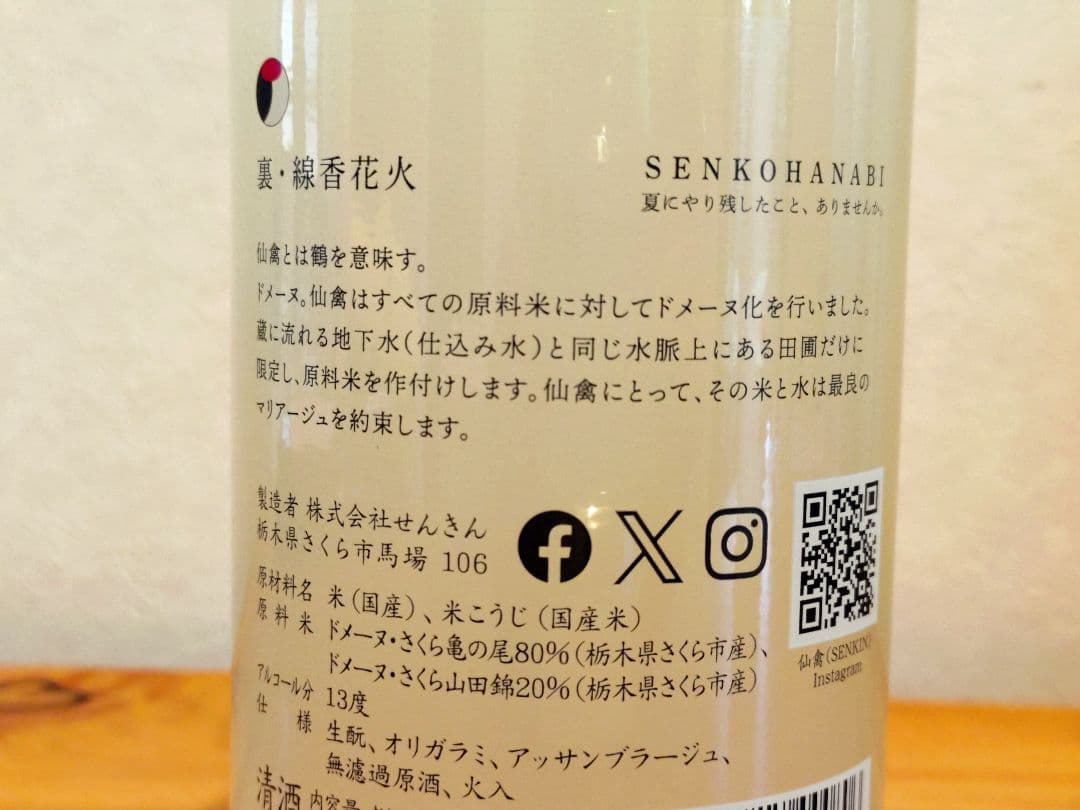 裏・線香花火
SENKOHANABI
夏にやり残したこと、ありませんか。
仙禽とは鶴を意味す。
ドメーヌ。仙禽はすべての原料米に対してドメーヌ化を行いました。
蔵に流れる地下水（仕込み水）と同じ水脈上にある田圃だけに
限定し、原料米を作付けします。仙禽にとって、その米と水は最良の
マリアージュを約束します。
製造者 株式会社せんきん
栃木県さくら市馬場 106
原材料名 米（国産）、米こうじ（国産米）
原料米 ドメーヌ・さくら亀の尾80%（栃木県さくら市産）、
ドメーヌ・さくら山田錦20%（栃木県さくら市産）
アルコール分 13度
仕様 生酛、オリガラミ、アッサンブラージュ、
無濾過原酒、火入
仙禽（SENKIN）
Instagram
清酒 内容量